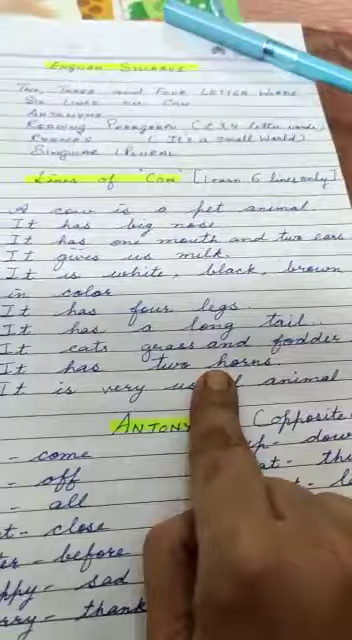 ENGLISH SYLLABUS
TWO, THREE AND FOUR LETTER WORDS
SIX LINES ON COW
ANTONYMS
READING PARAGRAPH (2 3 4 letter words)
RHYMES (It's a Small World)
SINGULAR / PLURAL
Lines of "Cow" [Learn 6 lines only]
A cow is a pet animal.
It has big nose
It has one mouth and two ears
It gives us milk.
It is white, black, brown
in color
It has four legs.
It has a long tail.
It eats grass and fodder
It has two horns.
It is very animal
(Opposite
- come
- down
- off
- all
- close
- before
- sad
- thank